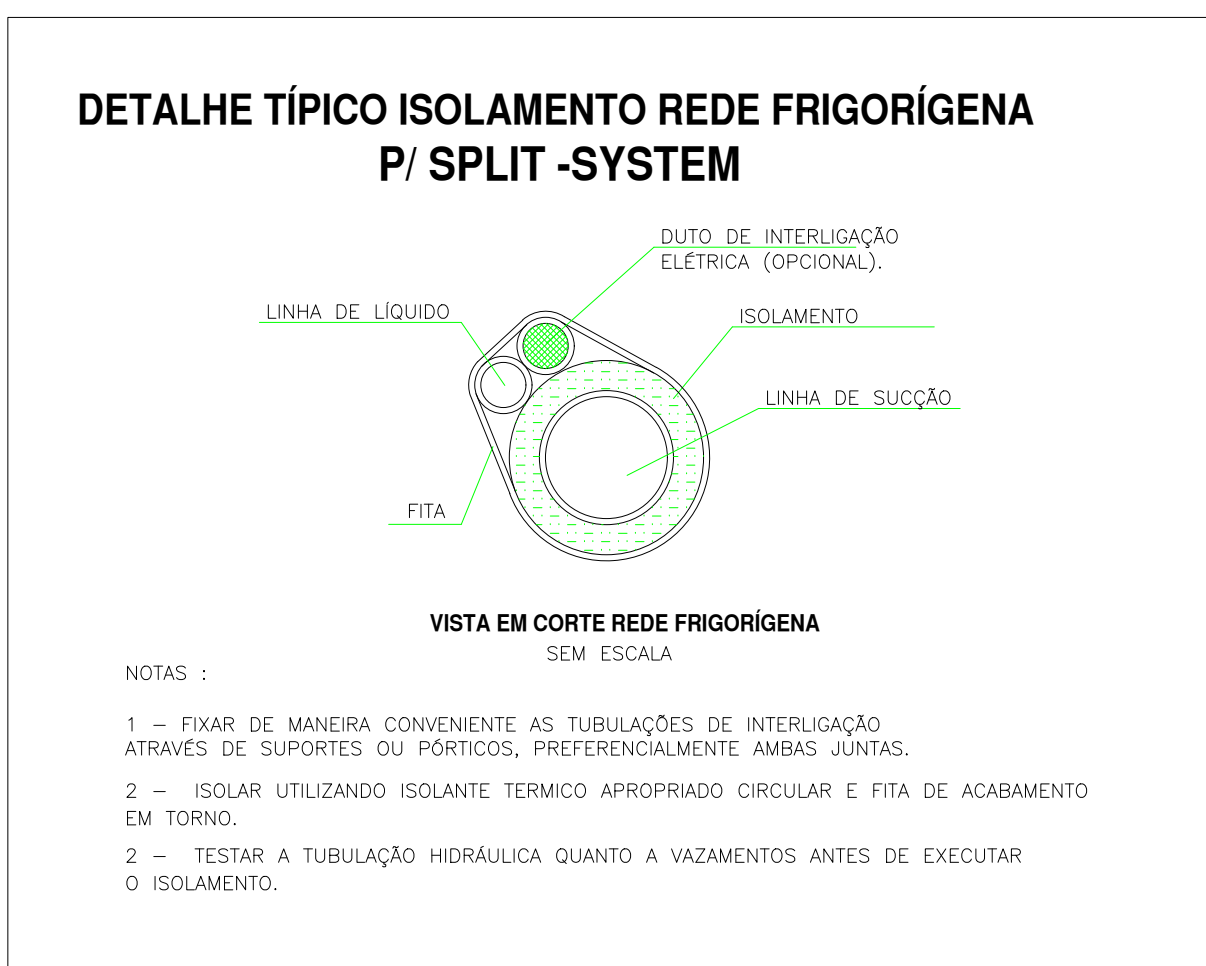 DETALHE TÍPICO ISOLAMENTO REDE FRIGORÍGENA
P/ SPLIT -SYSTEM
DUTO DE INTERLIGAÇÃO
ELÉTRICA (OPCIONAL).
LINHA DE LÍQUIDO
ISOLAMENTO
LINHA DE SUCÇÃO
FITA
VISTA EM CORTE REDE FRIGORÍGENA
SEM ESCALA
NOTAS :
1 – FIXAR DE MANEIRA CONVENIENTE AS TUBULAÇÕES DE INTERLIGAÇÃO
ATRAVÉS DE SUPORTES OU PÓRTICOS, PREFERENCIALMENTE AMBAS JUNTAS.
2 – ISOLAR UTILIZANDO ISOLANTE TERMICO APROPRIADO CIRCULAR E FITA DE ACABAMENTO
EM TORNO.
2 – TESTAR A TUBULAÇÃO HIDRÁULICA QUANTO A VAZAMENTOS ANTES DE EXECUTAR
O ISOLAMENTO.